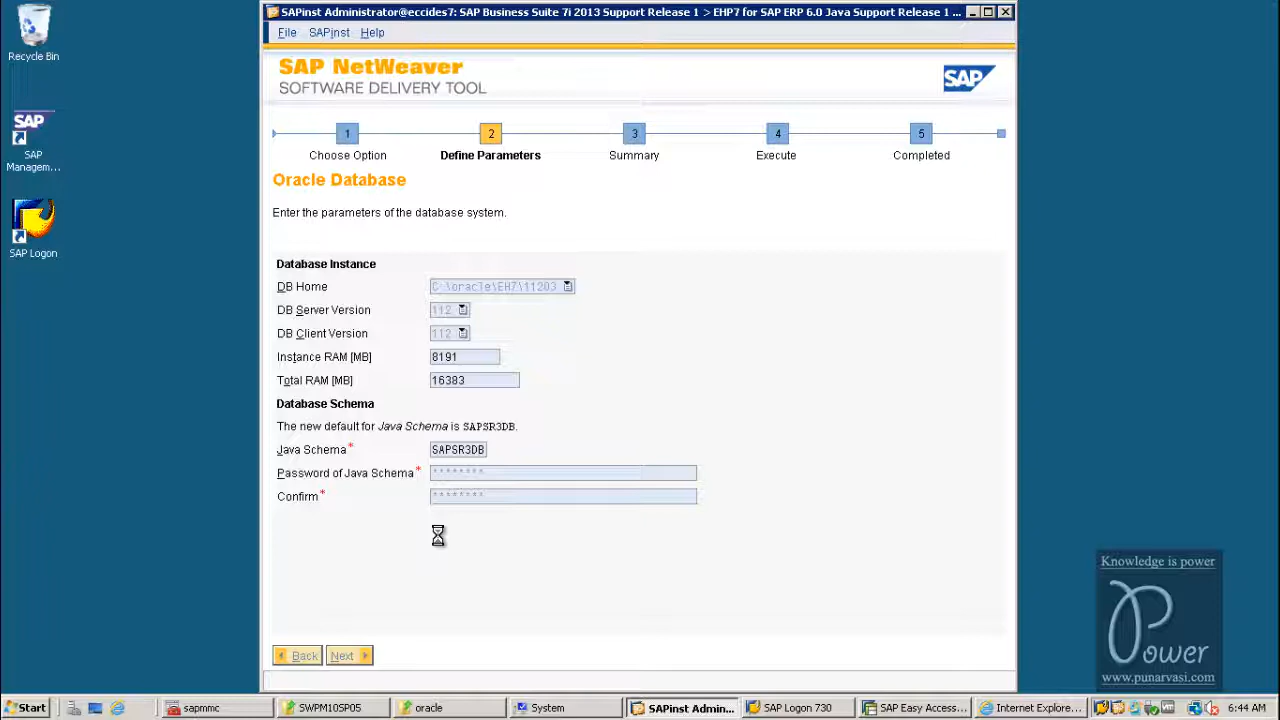 SAPinst Administrator@eccides7: SAP Business Suite 7i 2013 Support Release 1 > EHP7 for SAP ERP 6.0 Java Support Release 1 ...
File SAPinst Help
SAP NetWeaver
SOFTWARE DELIVERY TOOL
SAP
1 2 3 4 5
Choose Option Define Parameters Summary Execute Completed
Oracle Database
Enter the parameters of the database system.
Database Instance
DB Home C:\oracle\EH7\11203
DB Server Version 112
DB Client Version 112
Instance RAM [MB] 8191
Total RAM [MB] 16383
Database Schema
The new default for Java Schema is SAPSR3DB.
Java Schema* SAPSR3DB
Password of Java Schema* ********
Confirm* ********
Back Next
Recycle Bin
SAP
SAP
Managem...
SAP Logon
Knowledge is power
Power
www.punarvasi.com
Start sapmmc SWPM10SP05 oracle System SAPinst Admin... SAP Logon 730 SAP Easy Access... Internet Explore... 6:44 AM